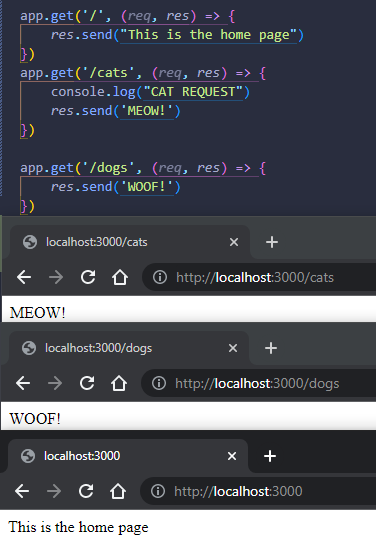 app.get('/', (req, res) => {
    res.send("This is the home page")
})
app.get('/cats', (req, res) => {
    console.log("CAT REQUEST")
    res.send('MEOW!')
})
app.get('/dogs', (req, res) => {
    res.send('WOOF!')
})
localhost:3000/cats
http://localhost:3000/cats
MEOW!
localhost:3000/dogs
http://localhost:3000/dogs
WOOF!
localhost:3000
http://localhost:3000
This is the home page